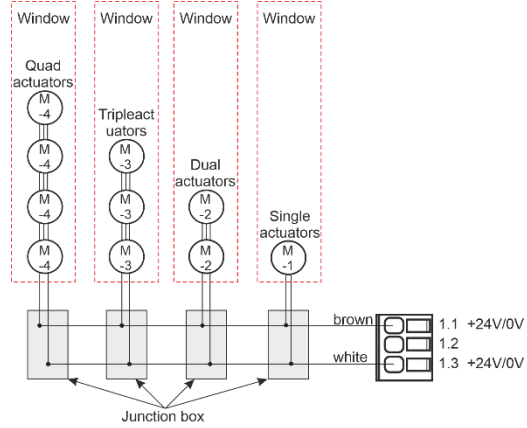 Window
Window
Window
Window
Quad
actuators
M
-4
M
-4
M
-4
M
-4
Tripleact
uators
M
-3
M
-3
M
-3
Dual
actuators
M
-2
M
-2
Single
actuators
M
-1
brown
1.1 +24V/0V
1.2
white
1.3 +24V/0V
Junction box